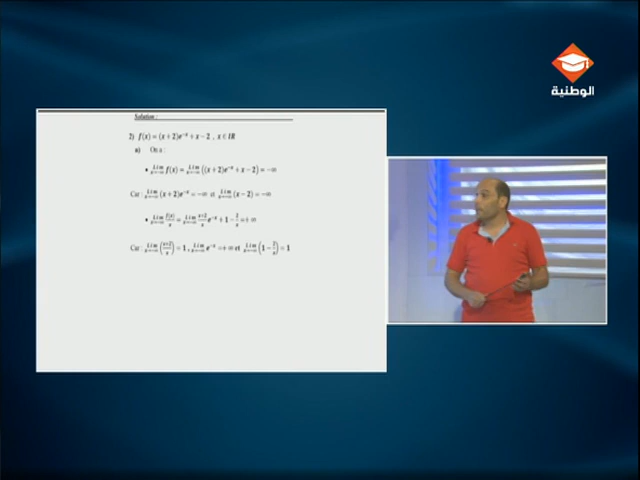 الوطنية
Solution :
2) f(x) = (x + 2)e^{-x} + x - 2 , x ∈ IR
a) On a :
• Lim_{x→-∞} f(x) = Lim_{x→-∞} ((x + 2)e^{-x} + x - 2) = -∞
Car : Lim_{x→-∞} (x + 2)e^{-x} = -∞ et Lim_{x→-∞} (x - 2) = -∞
• Lim_{x→-∞} f(x)/x = Lim_{x→-∞} (x+2)/x e^{-x} + 1 - 2/x = +∞
Car : Lim_{x→-∞} ((x+2)/x) = 1 , Lim_{x→-∞} e^{-x} = +∞ et Lim_{x→-∞} (1 - 2/x) = 1